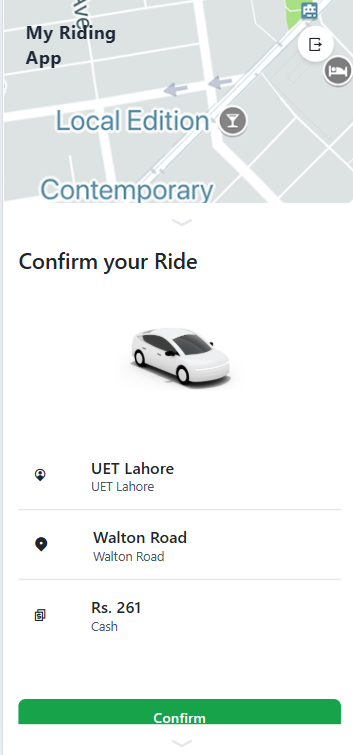 Ave
My Riding
App
Local Edition
Contemporary
Confirm your Ride
UET Lahore
UET Lahore
Walton Road
Walton Road
Rs. 261
Cash
Confirm